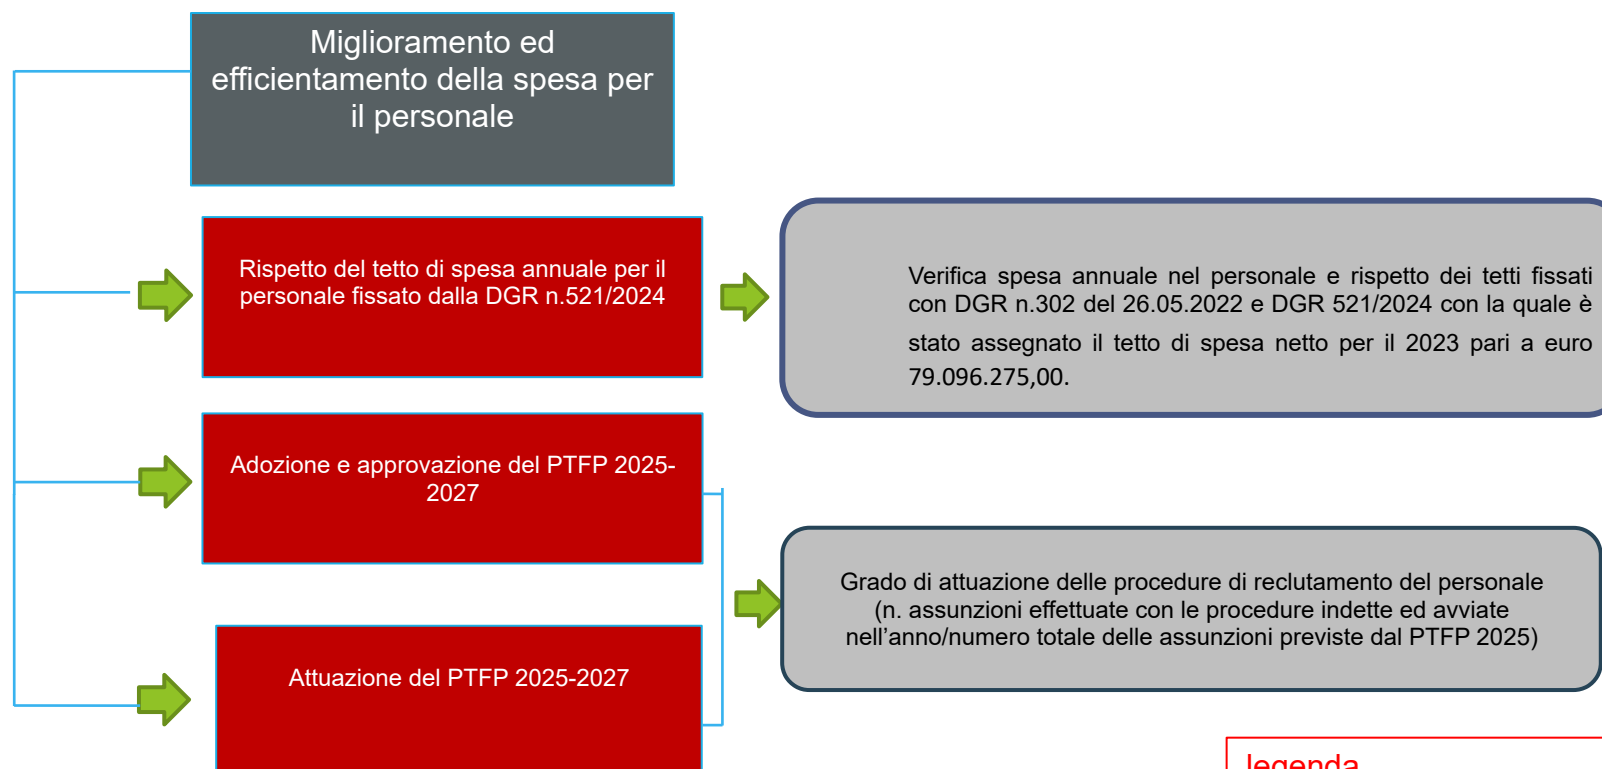 Miglioramento ed
efficientamento della spesa per
il personale
Rispetto del tetto di spesa annuale per il
personale fissato dalla DGR n.521/2024
Verifica spesa annuale nel personale e rispetto dei tetti fissati
con DGR n.302 del 26.05.2022 e DGR 521/2024 con la quale è
stato assegnato il tetto di spesa netto per il 2023 pari a euro
79.096.275,00.
Adozione e approvazione del PTFP 2025-
2027
Grado di attuazione delle procedure di reclutamento del personale
(n. assunzioni effettuate con le procedure indette ed avviate
nell’anno/numero totale delle assunzioni previste dal PTFP 2025)
Attuazione del PTFP 2025-2027
legenda